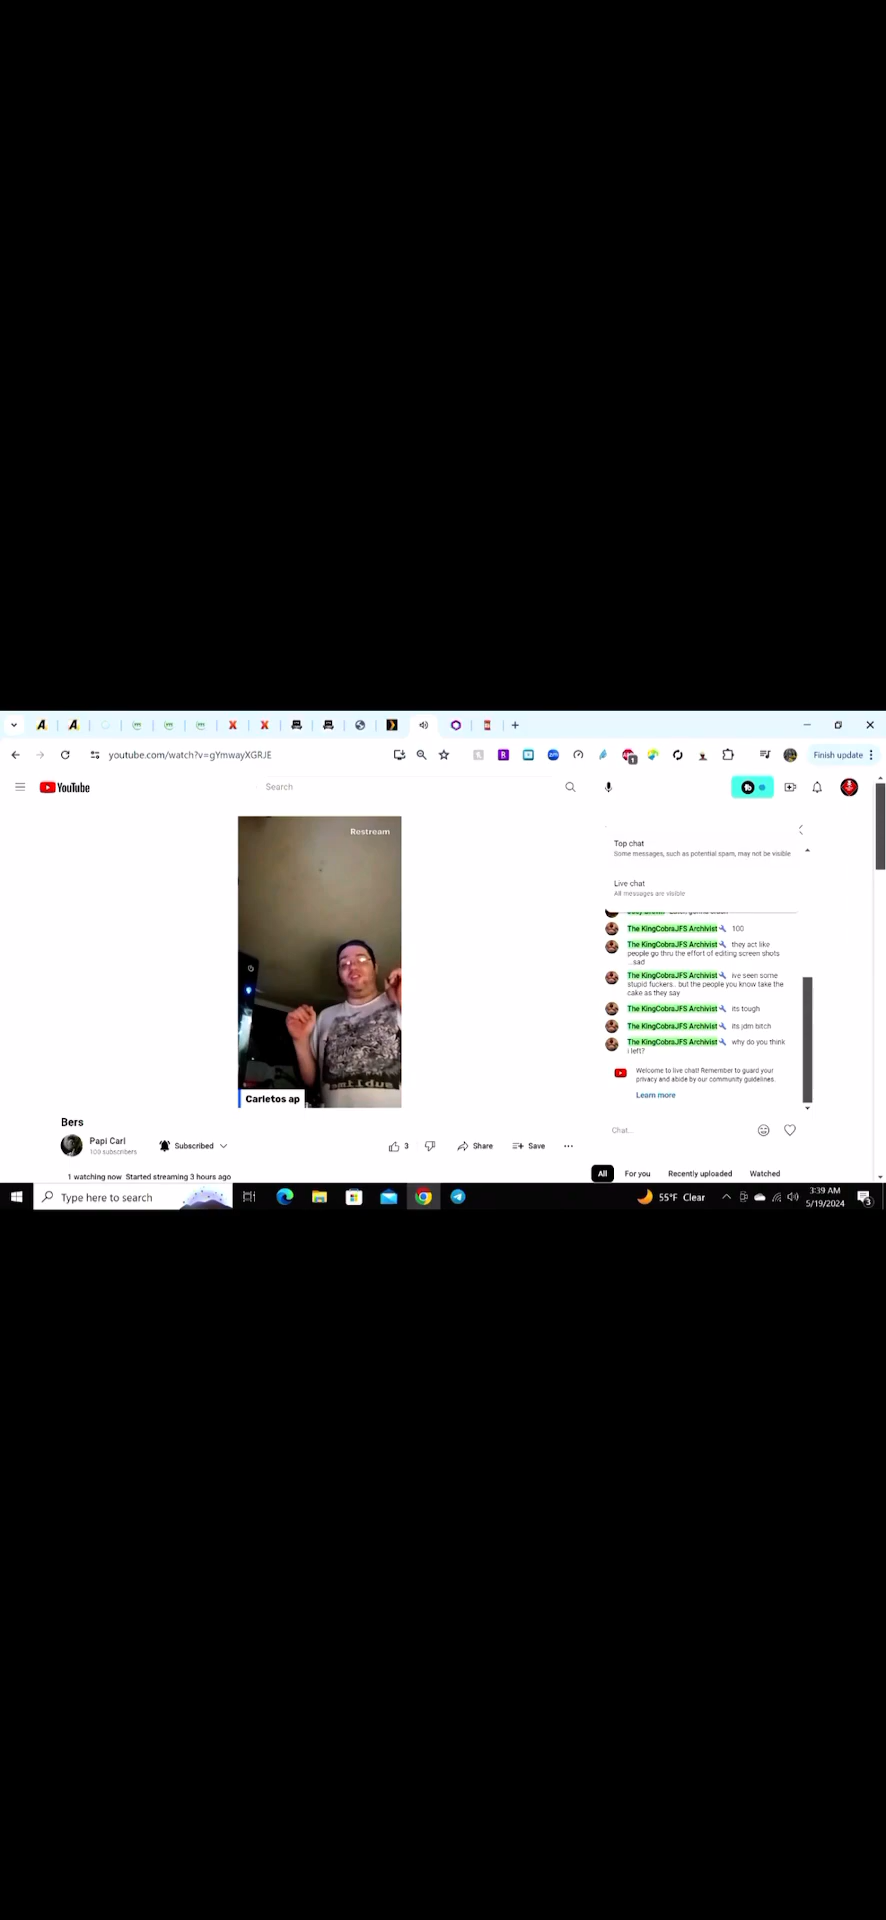 youtube.com/watch?v=gYmwayXGRJE
Finish update
YouTube
Search
Restream
Carletos ap
Top chat
Some messages, such as potential spam, may not be visible
Live chat
All messages are visible
The KingCobraJFS Archivist 100
The KingCobraJFS Archivist they act like
people go thru the effort of editing screen shots
...sad
The KingCobraJFS Archivist ive seen some
stupid fuckers.. but the people you know take the
cake as they say
The KingCobraJFS Archivist its tough
The KingCobraJFS Archivist its jdm bitch
The KingCobraJFS Archivist why do you think
i left?
Welcome to live chat! Remember to guard your
privacy and abide by our community guidelines.
Learn more
Chat...
Bers
Papi Carl
100 subscribers
Subscribed
3
Share
Save
1 watching now Started streaming 3 hours ago
All
For you
Recently uploaded
Watched
Type here to search
55°F Clear
3:39 AM
5/19/2024
3